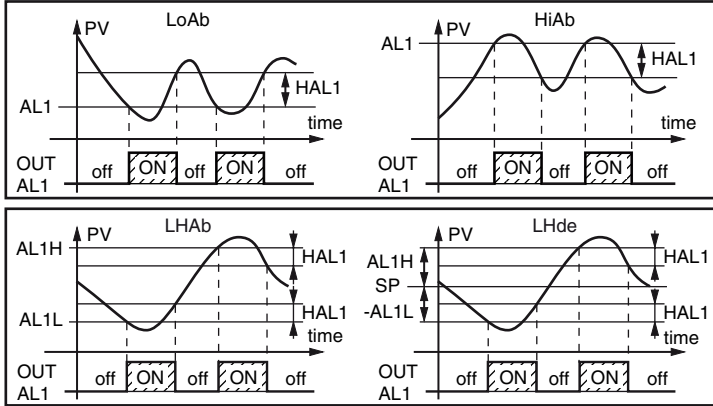 LoAb
PV
HAL1
AL1
time
OUT
AL1
off ON off ON off
HiAb
PV
AL1
HAL1
time
OUT
AL1
off ON off ON off
LHAb
PV
AL1H
HAL1
HAL1
AL1L
time
OUT
AL1
off ON off ON off
LHde
PV
AL1H
HAL1
SP
-AL1L
HAL1
time
OUT
AL1
off ON off ON off